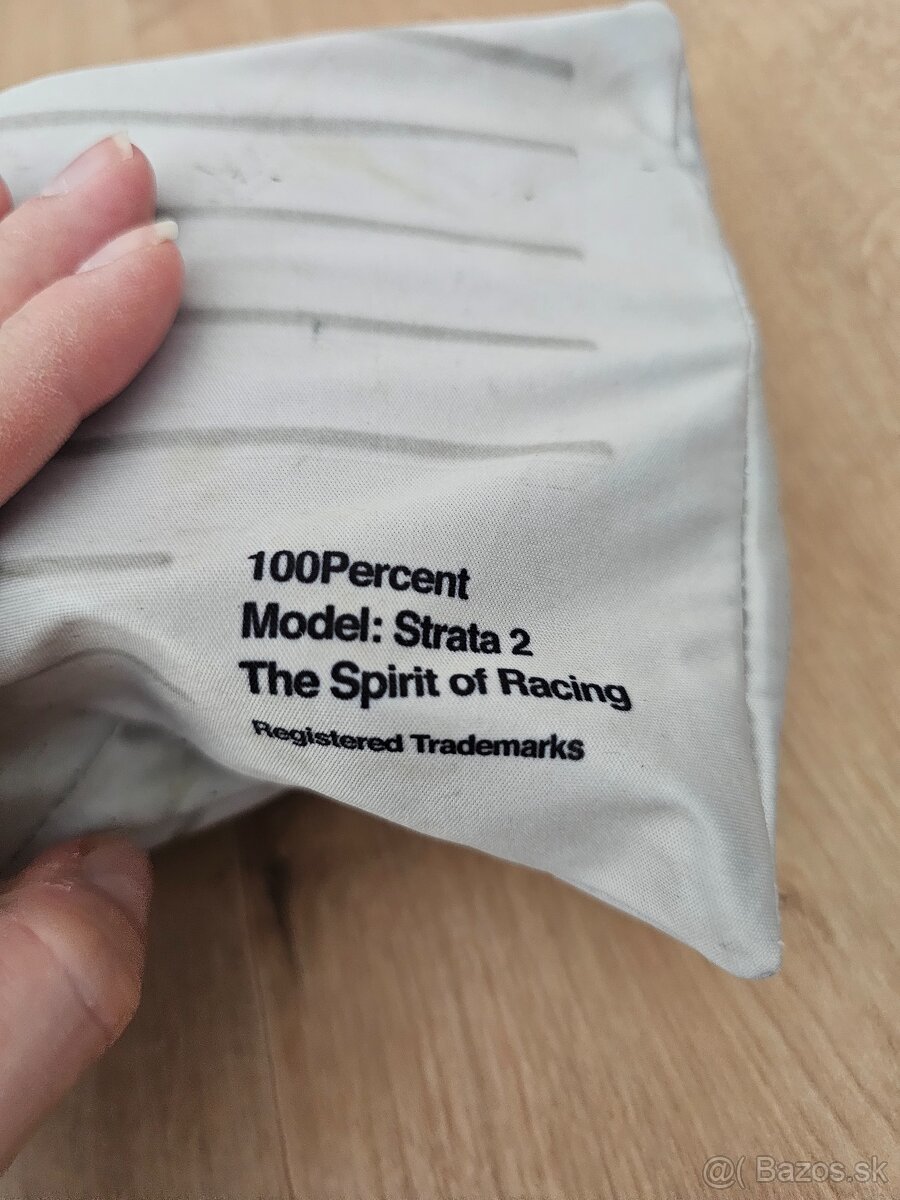 100Percent
Model: Strata 2
The Spirit of Racing
Registered Trademarks
@( Bazos.sk